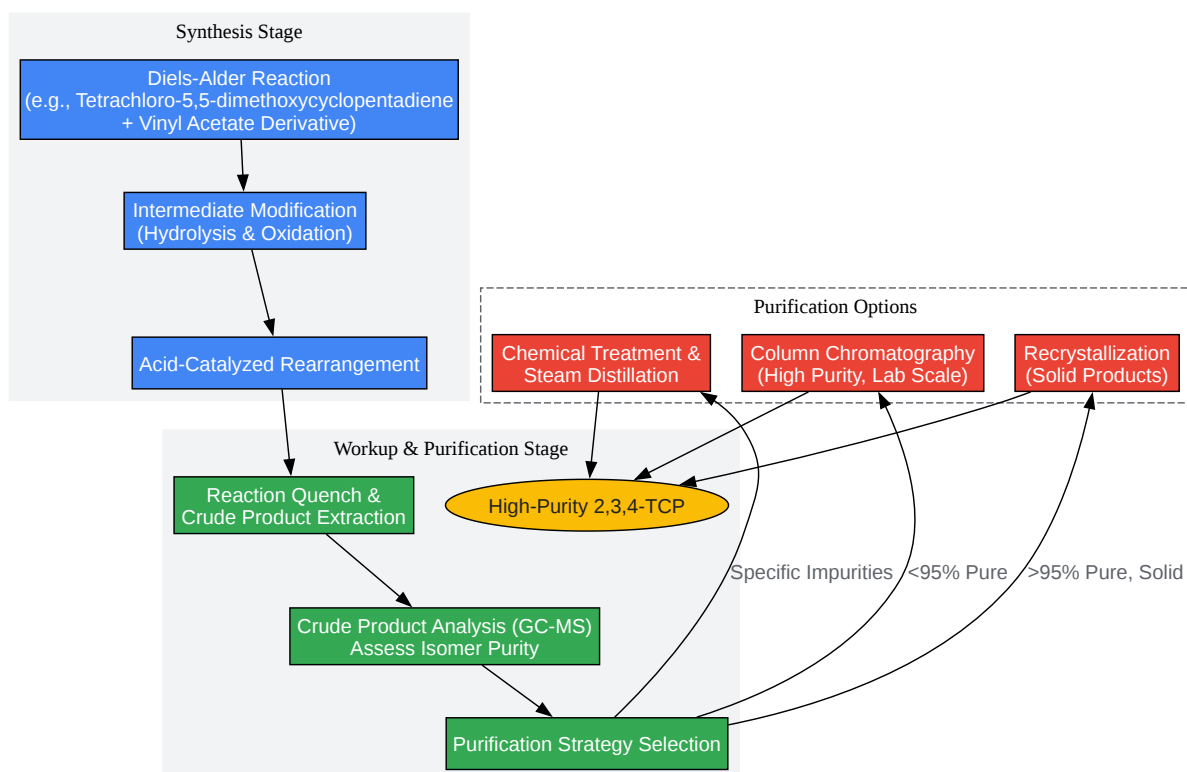 Synthesis Stage
Diels-Alder Reaction
(e.g., Tetrachloro-5,5-dimethoxycyclopentadiene
+ Vinyl Acetate Derivative)
Intermediate Modification
(Hydrolysis & Oxidation)
Acid-Catalyzed Rearrangement
Purification Options
Chemical Treatment &
Steam Distillation
Column Chromatography
(High Purity, Lab Scale)
Recrystallization
(Solid Products)
Workup & Purification Stage
Reaction Quench &
Crude Product Extraction
High-Purity 2,3,4-TCP
Specific Impurities
<95% Pure
>95% Pure, Solid
Crude Product Analysis (GC-MS)
Assess Isomer Purity
Purification Strategy Selection